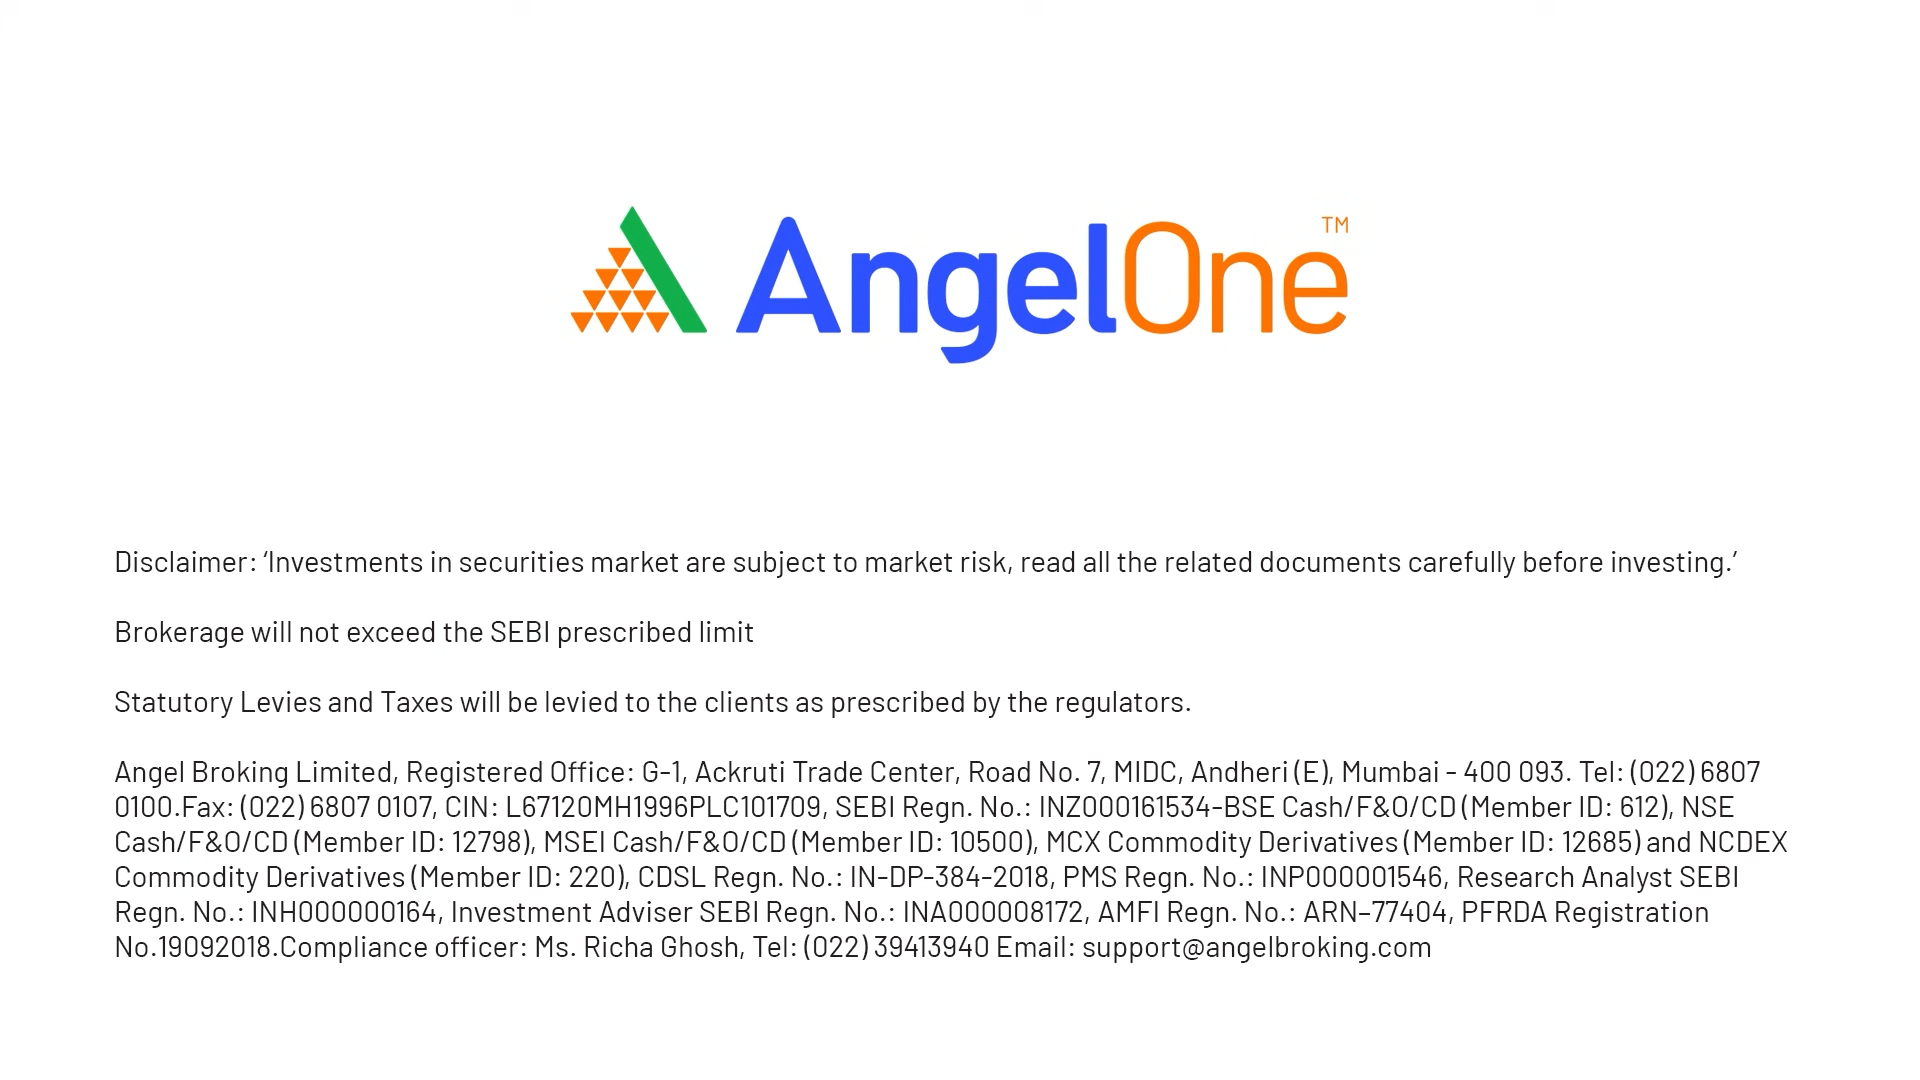 AngelOne™
Disclaimer: ‘Investments in securities market are subject to market risk, read all the related documents carefully before investing.’
Brokerage will not exceed the SEBI prescribed limit
Statutory Levies and Taxes will be levied to the clients as prescribed by the regulators.
Angel Broking Limited, Registered Office: G-1, Ackruti Trade Center, Road No. 7, MIDC, Andheri (E), Mumbai - 400 093. Tel: (022) 6807
0100.Fax: (022) 6807 0107, CIN: L67120MH1996PLC101709, SEBI Regn. No.: INZ000161534-BSE Cash/F&O/CD (Member ID: 612), NSE
Cash/F&O/CD (Member ID: 12798), MSEI Cash/F&O/CD (Member ID: 10500), MCX Commodity Derivatives (Member ID: 12685) and NCDEX
Commodity Derivatives (Member ID: 220), CDSL Regn. No.: IN-DP-384-2018, PMS Regn. No.: INP000001546, Research Analyst SEBI
Regn. No.: INH000000164, Investment Adviser SEBI Regn. No.: INA000008172, AMFI Regn. No.: ARN–77404, PFRDA Registration
No.19092018.Compliance officer: Ms. Richa Ghosh, Tel: (022) 39413940 Email: support@angelbroking.com